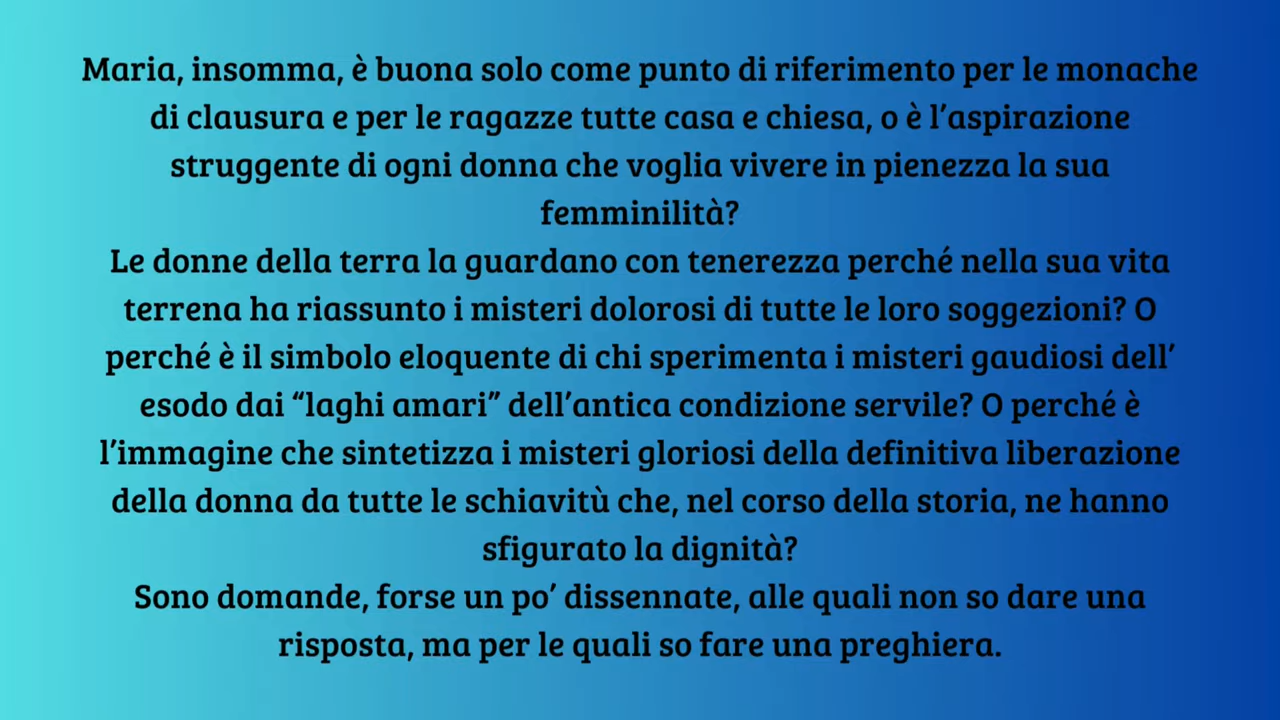 Maria, insomma, è buona solo come punto di riferimento per le monache
di clausura e per le ragazze tutte casa e chiesa, o è l’aspirazione
struggente di ogni donna che voglia vivere in pienezza la sua
femminilità?
Le donne della terra la guardano con tenerezza perché nella sua vita
terrena ha riassunto i misteri dolorosi di tutte le loro soggezioni? O
perché è il simbolo eloquente di chi sperimenta i misteri gaudiosi dell’
esodo dai “laghi amari” dell’antica condizione servile? O perché è
l’immagine che sintetizza i misteri gloriosi della definitiva liberazione
della donna da tutte le schiavitù che, nel corso della storia, ne hanno
sfigurato la dignità?
Sono domande, forse un po’ dissennate, alle quali non so dare una
risposta, ma per le quali so fare una preghiera.